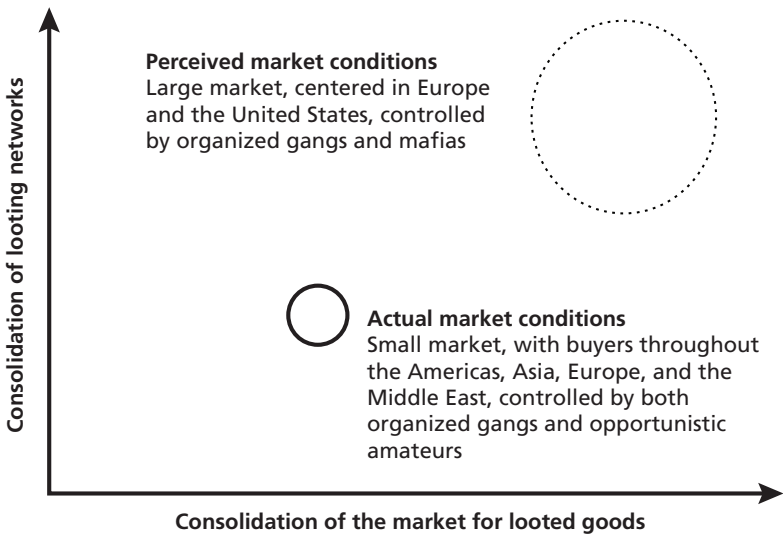 Perceived market conditions
Large market, centered in Europe
and the United States, controlled
by organized gangs and mafias
Consolidation of looting networks
Actual market conditions
Small market, with buyers throughout
the Americas, Asia, Europe, and the
Middle East, controlled by both
organized gangs and opportunistic
amateurs
Consolidation of the market for looted goods